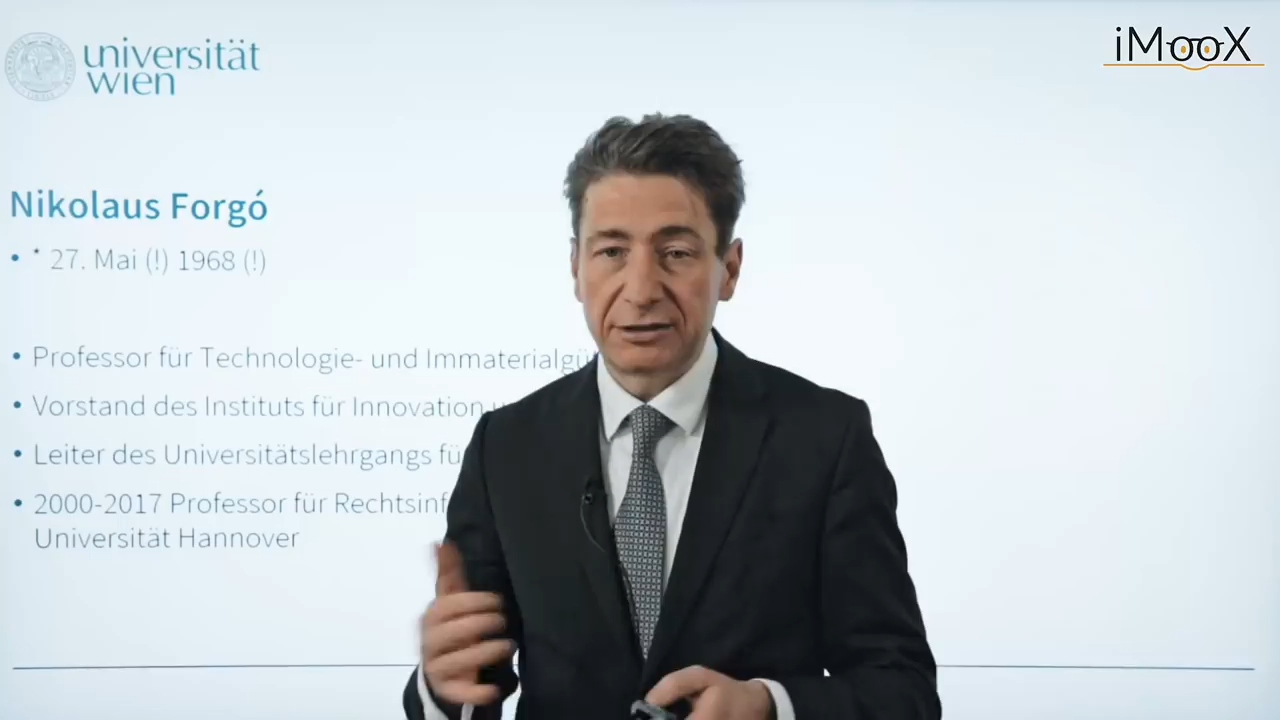 universität
wien
iMooX
Nikolaus Forgó
• * 27. Mai (!) 1968 (!)
• Professor für Technologie- und Immaterialgü
• Vorstand des Instituts für Innovation
• Leiter des Universitätslehrgangs fü
• 2000-2017 Professor für Rechtsinf
Universität Hannover